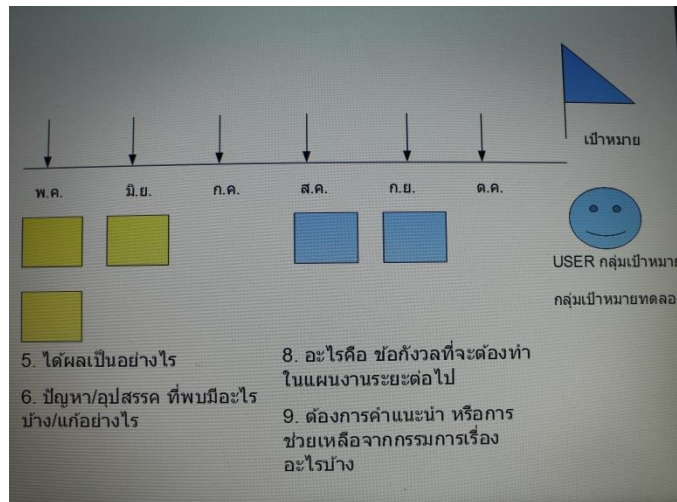 เป้าหมาย
พ.ค. มิ.ย. ก.ค. ส.ค. ก.ย. ต.ค.
USER กลุ่มเป้าหมาย
กลุ่มเป้าหมายทดลอ
5. ได้ผลเป็นอย่างไร
6. ปัญหา/อุปสรรค ที่พบมีอะไร
บ้าง/แก้อย่างไร
8. อะไรคือ ข้อกังวลที่จะต้องทำ
ในแผนงานระยะต่อไป
9. ต้องการคำแนะนำ หรือการ
ช่วยเหลือจากกรรมการเรื่อง
อะไรบ้าง